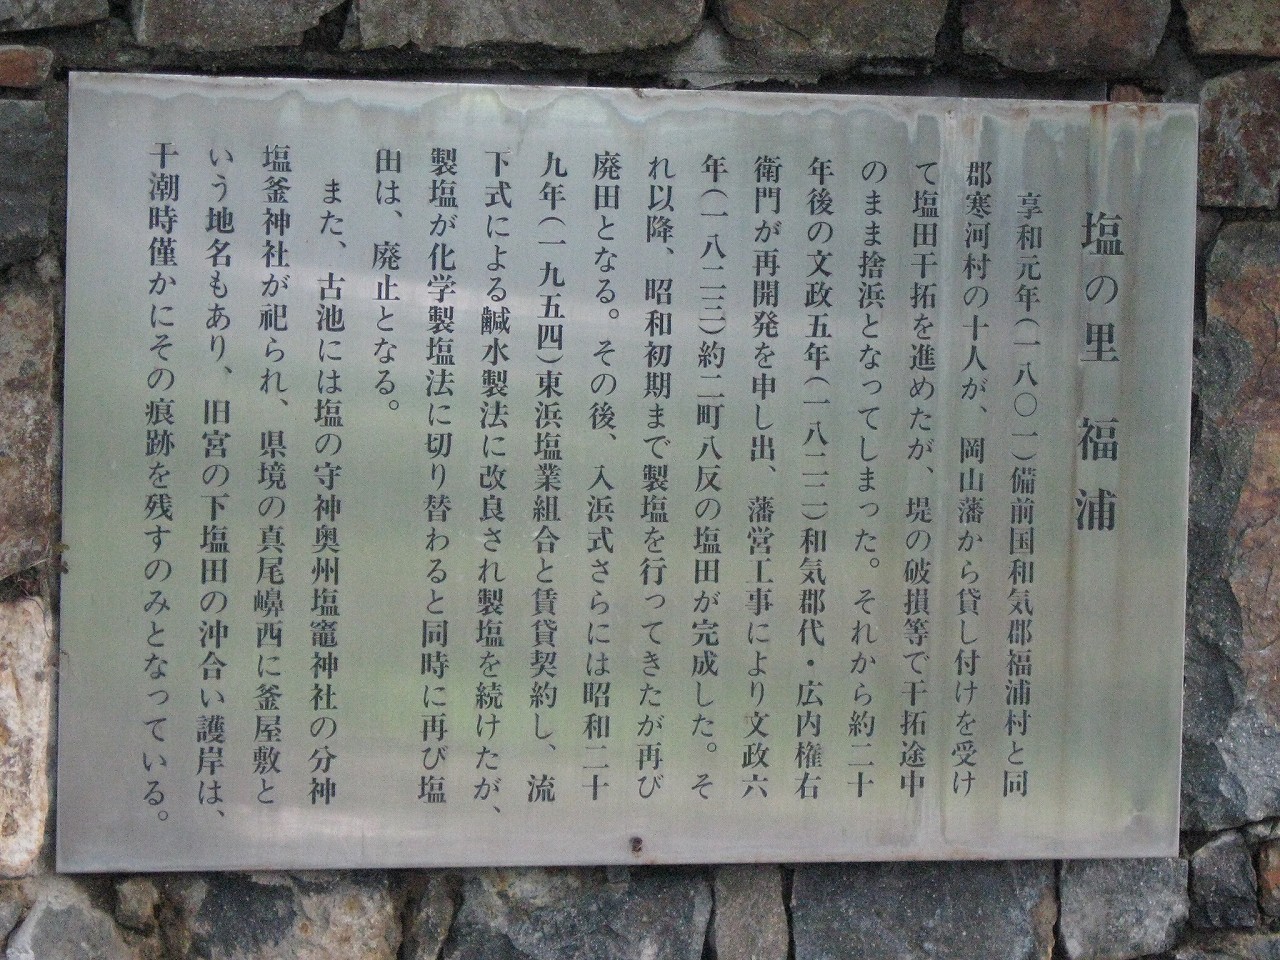 塩の里 福浦
享和元年(一八〇一)備前国和気郡福浦村と同
郡寒河村の十人が、岡山藩から貸し付けを受け
て塩田干拓を進めたが、堤の破損等で干拓途中
のまま捨浜となってしまった。それから約二十
年後の文政五年(一八二二)和気郡代・広内権右
衛門が再開発を申し出、藩営工事により文政六
年(一八二三)約二町八反の塩田が完成した。そ
れ以降、昭和初期まで製塩を行ってきたが再び
廃田となる。その後、入浜式さらには昭和二十
九年(一九五四)東浜塩業組合と賃貸契約し、流
下式による鹹水製法に改良され製塩を続けたが、
製塩が化学製塩法に切り替わると同時に再び塩
田は、廃止となる。
また、古池には塩の守神奥州塩竈神社の分神
塩釜神社が祀られ、県境の真尾嶹西に釜屋敷と
いう地名もあり、旧宮の下塩田の沖合い護岸は、
干潮時僅かにその痕跡を残すのみとなっている。